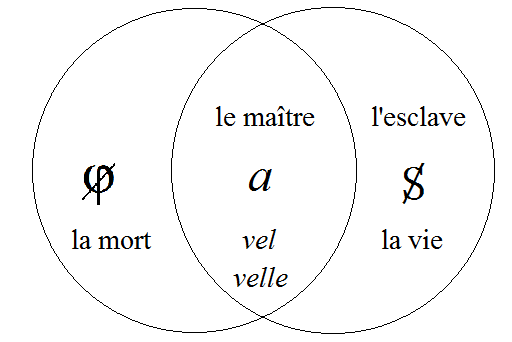 le maître l'esclave
φ̸ a $
la mort vel la vie
velle